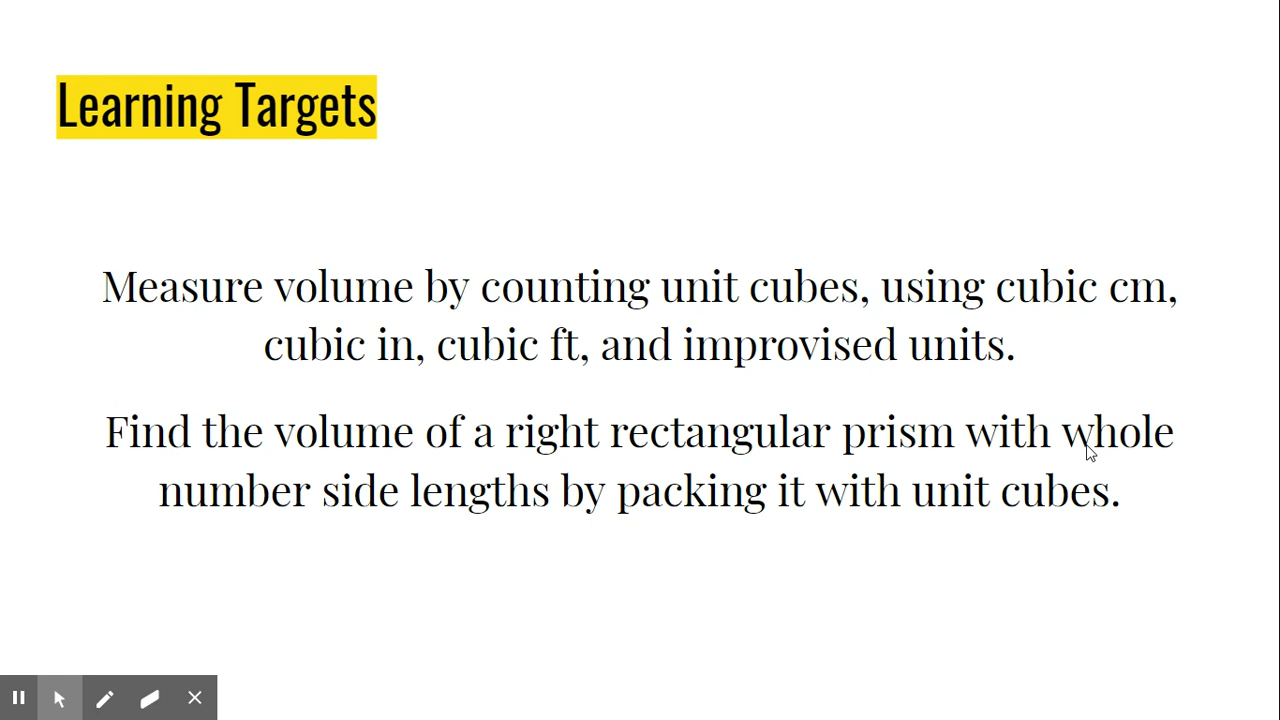 Learning Targets
Measure volume by counting unit cubes, using cubic cm,
cubic in, cubic ft, and improvised units.
Find the volume of a right rectangular prism with whole
number side lengths by packing it with unit cubes.